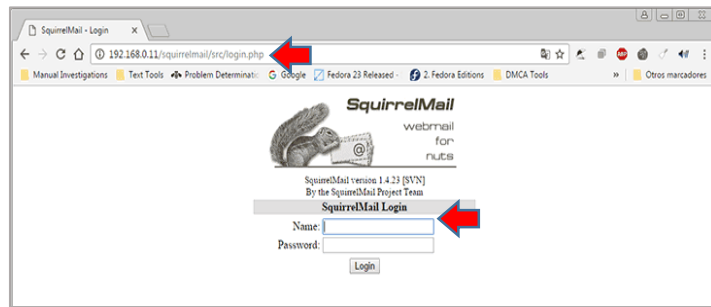 SquirrelMail - Login
192.168.0.11/squirrelmail/src/login.php
ABP
Manual Investigations
Text Tools
Problem Determinatic
Google
Fedora 23 Released -
2. Fedora Editions
DMCA Tools
»
Otros marcadores
SquirrelMail
webmail
for
nuts
@
SquirrelMail version 1.4.23 [SVN]
By the SquirrelMail Project Team
SquirrelMail Login
Name:
Password:
Login